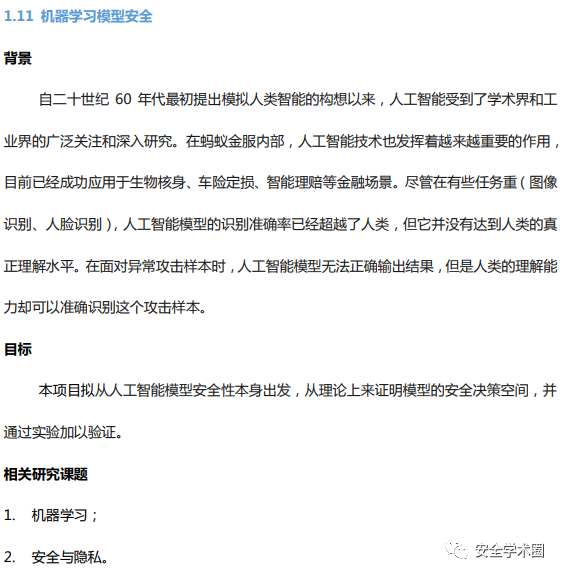 1.11 机器学习模型安全
背景
自二十世纪 60 年代最初提出模拟人类智能的构想以来，人工智能受到了学术界和工
业界的广泛关注和深入研究。在蚂蚁金服内部，人工智能技术也发挥着越来越重要的作用，
目前已经成功应用于生物核身、车险定损、智能理赔等金融场景。尽管在有些任务重（图像
识别、人脸识别），人工智能模型的识别准确率已经超越了人类，但它并没有达到人类的真
正理解水平。在面对异常攻击样本时，人工智能模型无法正确输出结果，但是人类的理解能
力却可以准确识别这个攻击样本。
目标
本项目拟从人工智能模型安全性本身出发，从理论上来证明模型的安全决策空间，并
通过实验加以验证。
相关研究课题
1. 机器学习；
2. 安全与隐私。
安全学术圈